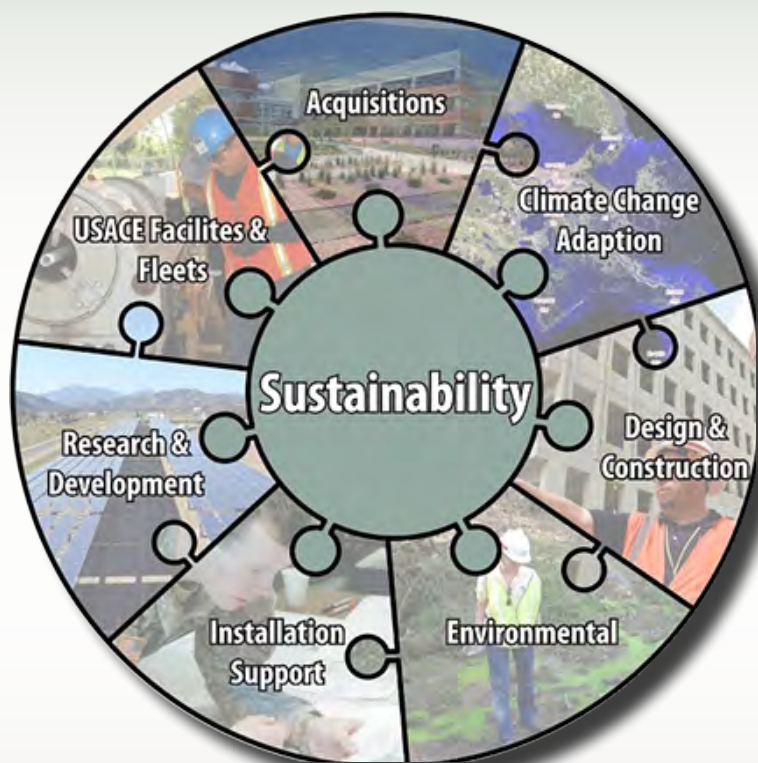 Acquisitions
Climate Change
Adaption
Design &
Construction
Environmental
Installation
Support
Research &
Development
USACE Facilites &
Fleets
Sustainability